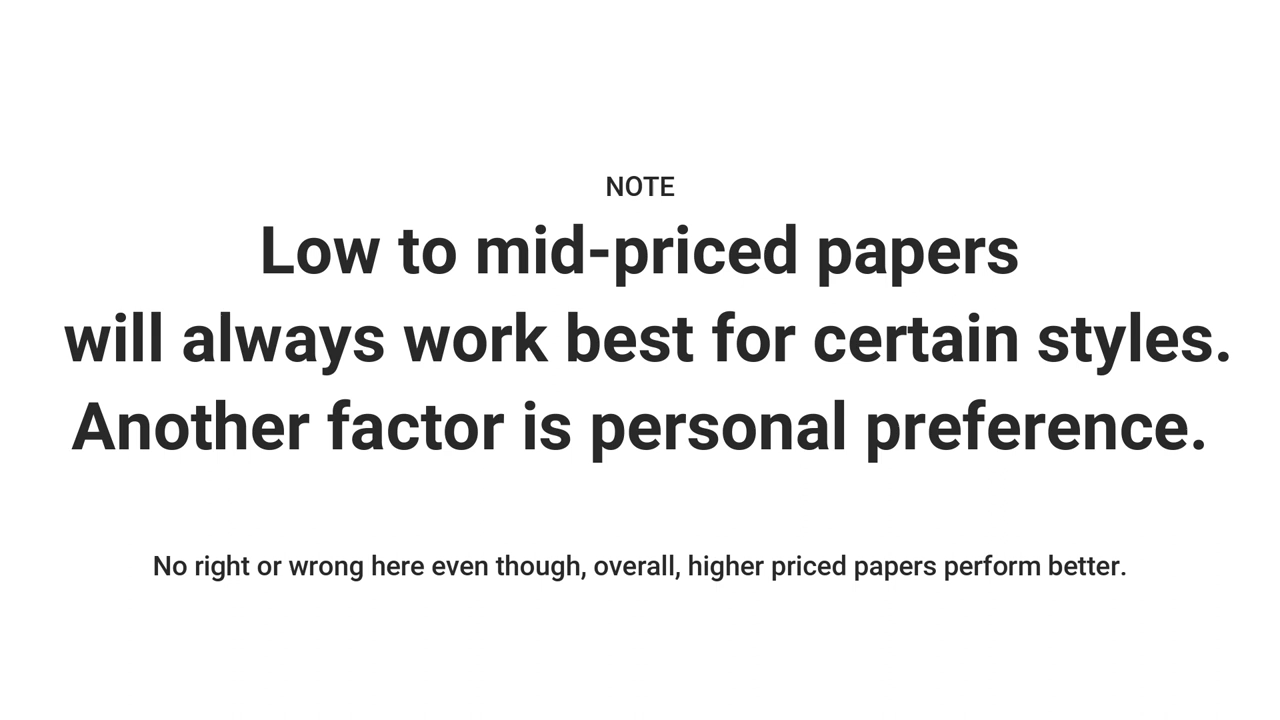 NOTE
Low to mid-priced papers
will always work best for certain styles.
Another factor is personal preference.
No right or wrong here even though, overall, higher priced papers perform better.